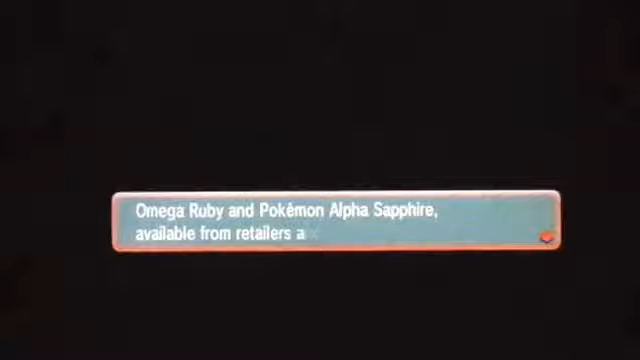 Omega Ruby and Pokémon Alpha Sapphire,
available from retailers a